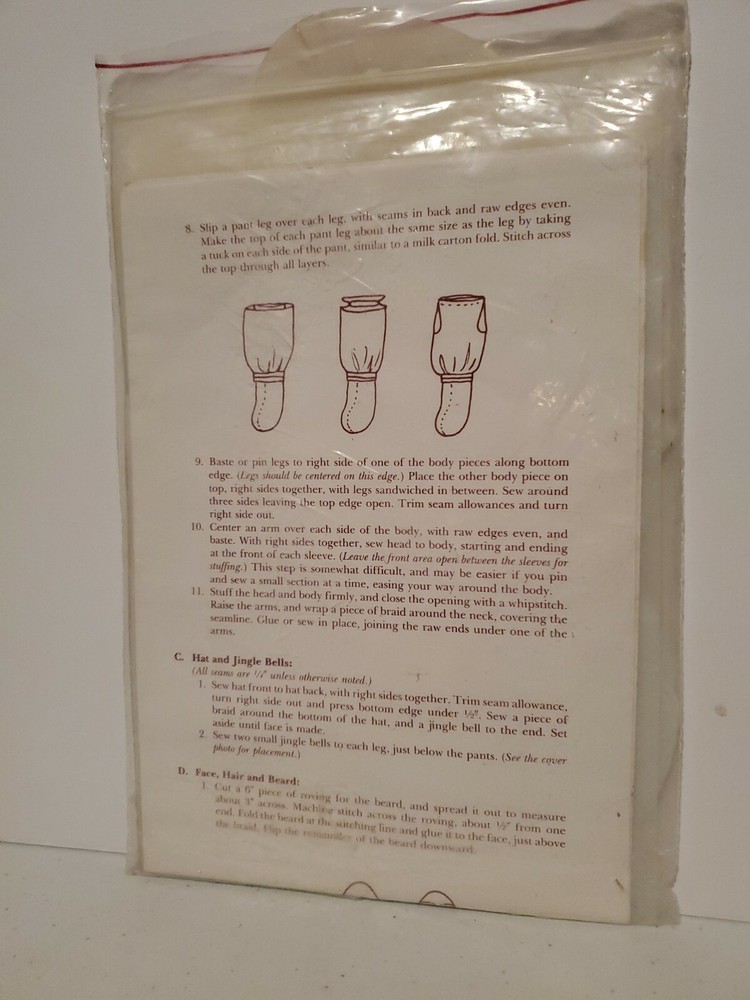 8. Slip a pant leg over each leg, with seams in back and raw edges even.
Make the top of each pant leg about the same size as the leg by taking
a tuck on each side of the pant, similar to a milk carton fold. Stitch across
the top through all layers.
9. Baste or pin legs to right side of one of the body pieces along bottom
edge. (Legs should be centered on this edge.) Place the other body piece on
top, right sides together, with legs sandwiched in between. Sew around
three sides leaving the top edge open. Trim seam allowances and turn
right side out.
10. Center an arm over each side of the body, with raw edges even, and
baste. With right sides together, sew head to body, starting and ending
at the front of each sleeve. (Leave the front area open between the sleeves for
stuffing.) This step is somewhat difficult, and may be easier if you pin
and sew a small section at a time, easing your way around the body.
11. Stuff the head and body firmly, and close the opening with a whipstitch.
Raise the arms, and wrap a piece of braid around the neck, covering the
seamline. Glue or sew in place, joining the raw ends under one of the
arms.
C. Hat and Jingle Bells:
(All seams are ¼" unless otherwise noted.)
1. Sew hat front to hat back, with right sides together. Trim seam allowance,
turn right side out and press bottom edge under ½". Sew a piece of
braid around the bottom of the hat, and a jingle bell to the end. Set
aside until face is made.
2. Sew two small jingle bells to each leg, just below the pants. (See the cover
photo for placement.)
D. Face, Hair and Beard:
1. Cut a 6" piece of roving for the beard, and spread it out to measure
about 3" across. Machine stitch across the roving, about ½" from one
end. Fold the beard at the stitching line and glue it to the face, just above
the braid. Flip the remainder of the beard downward.